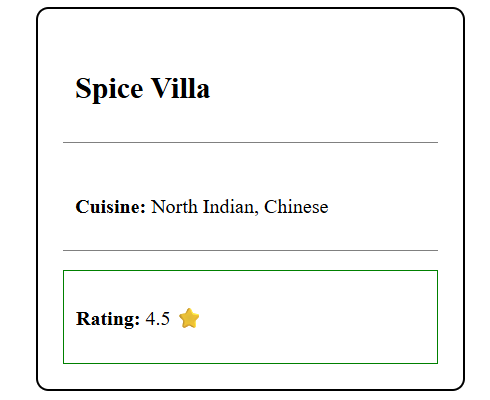 Spice Villa
Cuisine: North Indian, Chinese
Rating: 4.5 ⭐